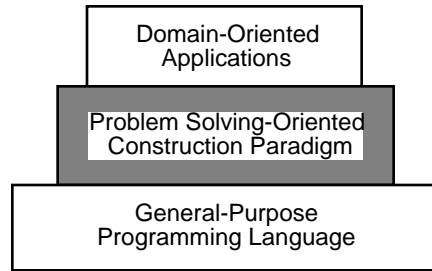 Domain-Oriented
Applications
Problem Solving-Oriented
Construction Paradigm
General-Purpose
Programming Language